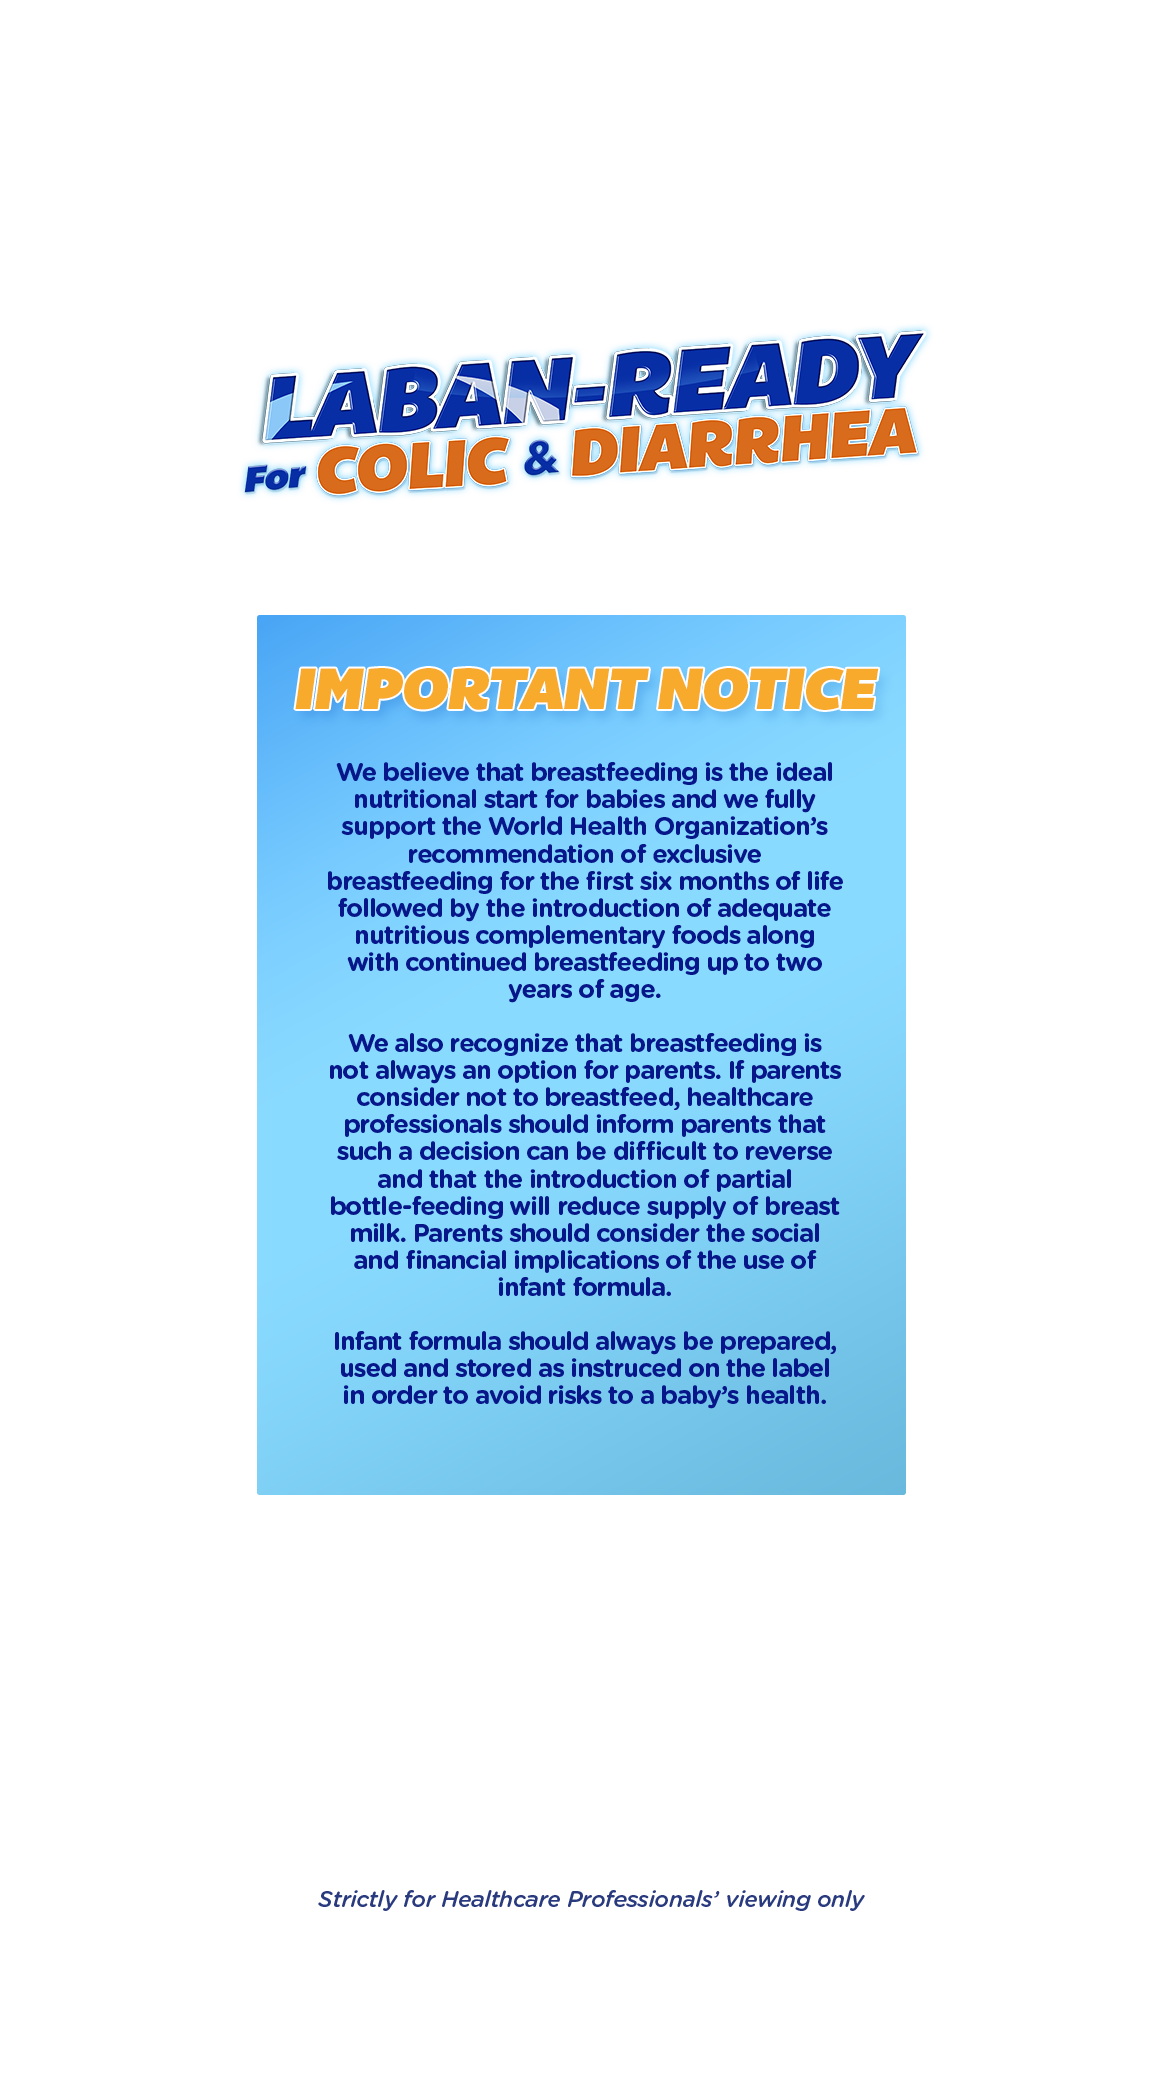 LABAN-READY
For COLIC & DIARRHEA
IMPORTANT NOTICE
We believe that breastfeeding is the ideal
nutritional start for babies and we fully
support the World Health Organization’s
recommendation of exclusive
breastfeeding for the first six months of life
followed by the introduction of adequate
nutritious complementary foods along
with continued breastfeeding up to two
years of age.
We also recognize that breastfeeding is
not always an option for parents. If parents
consider not to breastfeed, healthcare
professionals should inform parents that
such a decision can be difficult to reverse
and that the introduction of partial
bottle-feeding will reduce supply of breast
milk. Parents should consider the social
and financial implications of the use of
infant formula.
Infant formula should always be prepared,
used and stored as instruced on the label
in order to avoid risks to a baby’s health.
Strictly for Healthcare Professionals’ viewing only